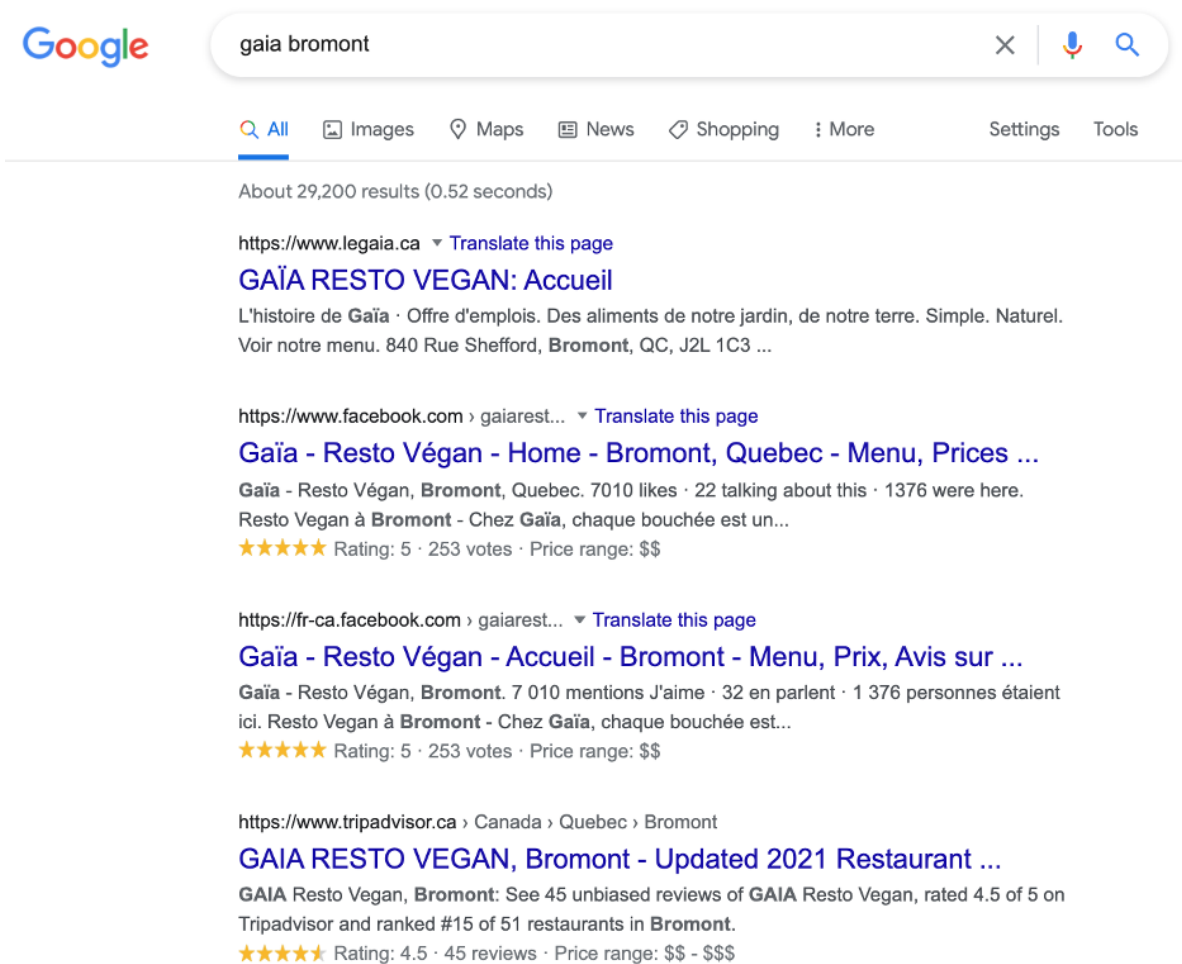 Google
gaia bromont
All Images Maps News Shopping More Settings Tools
About 29,200 results (0.52 seconds)
https://www.legaia.ca Translate this page
GAÏA RESTO VEGAN: Accueil
L'histoire de Gaïa · Offre d'emplois. Des aliments de notre jardin, de notre terre. Simple. Naturel.
Voir notre menu. 840 Rue Shefford, Bromont, QC, J2L 1C3 ...
https://www.facebook.com › gaiarest... Translate this page
Gaïa - Resto Végan - Home - Bromont, Quebec - Menu, Prices ...
Gaïa - Resto Végan, Bromont, Quebec. 7010 likes · 22 talking about this · 1376 were here.
Resto Vegan à Bromont - Chez Gaïa, chaque bouchée est un...
Rating: 5 · 253 votes · Price range: $$
https://fr-ca.facebook.com › gaiarest... Translate this page
Gaïa - Resto Végan - Accueil - Bromont - Menu, Prix, Avis sur ...
Gaïa - Resto Végan, Bromont. 7 010 mentions J'aime · 32 en parlent · 1 376 personnes étaient
ici. Resto Vegan à Bromont - Chez Gaïa, chaque bouchée est...
Rating: 5 · 253 votes · Price range: $$
https://www.tripadvisor.ca › Canada › Quebec › Bromont
GAIA RESTO VEGAN, Bromont - Updated 2021 Restaurant ...
GAIA Resto Vegan, Bromont: See 45 unbiased reviews of GAIA Resto Vegan, rated 4.5 of 5 on
Tripadvisor and ranked #15 of 51 restaurants in Bromont.
Rating: 4.5 · 45 reviews · Price range: $$ - $$$